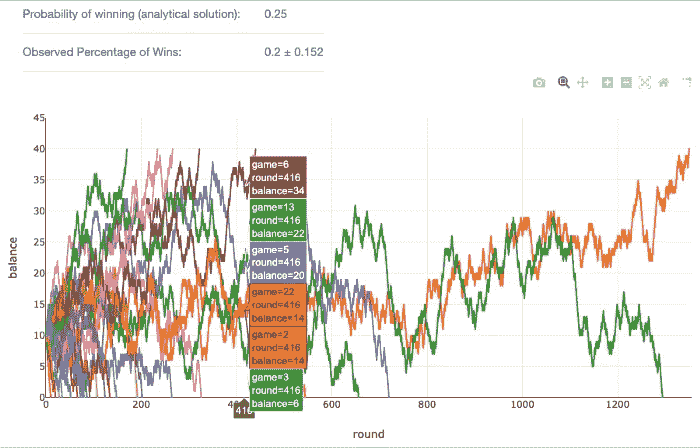 Probability of winning (analytical solution): 0.25
Observed Percentage of Wins: 0.2 ± 0.152
45
40
35
30
25
20
15
10
5
0
balance
game=6
round=416
balance=34
game=13
round=416
balance=22
game=5
round=416
balance=20
game=22
round=416
balance=14
game=2
round=416
balance=14
game=3
round=416
balance=6
0
200
416
600
800
1000
1200
round